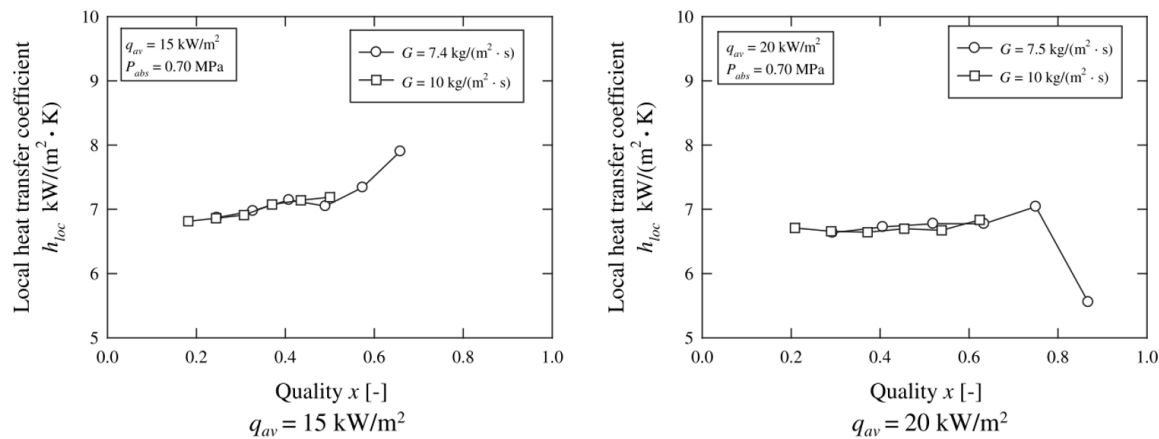 10
9
8
7
6
5
Local heat transfer coefficient
h_loc kW/(m² · K)
q_av = 15 kW/m²
P_abs = 0.70 MPa
G = 7.4 kg/(m² · s)
G = 10 kg/(m² · s)
0.0 0.2 0.4 0.6 0.8 1.0
Quality x [-]
q_av = 15 kW/m²
10
9
8
7
6
5
Local heat transfer coefficient
h_loc kW/(m² · K)
q_av = 20 kW/m²
P_abs = 0.70 MPa
G = 7.5 kg/(m² · s)
G = 10 kg/(m² · s)
0.0 0.2 0.4 0.6 0.8 1.0
Quality x [-]
q_av = 20 kW/m²